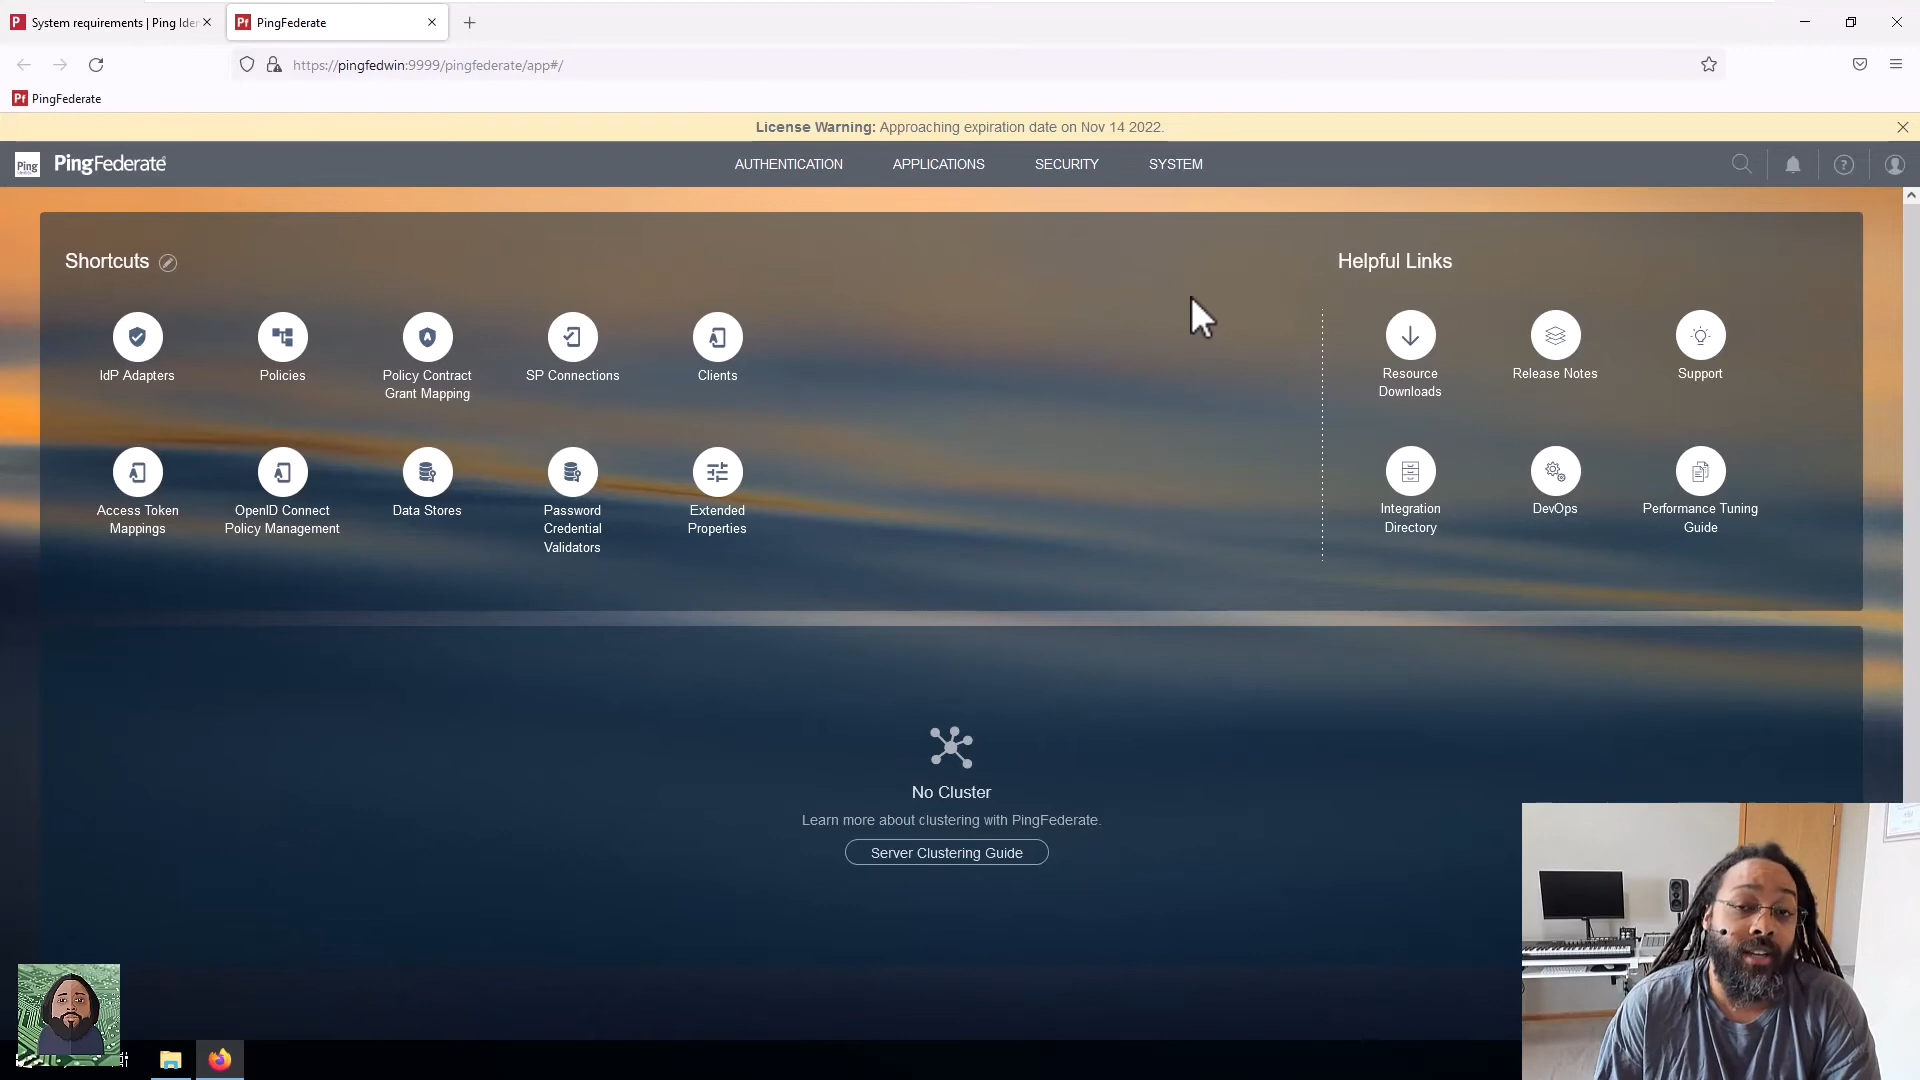 System requirements | Ping Ide
PingFederate
https://pingfedwin:9999/pingfederate/app#/
PingFederate
License Warning: Approaching expiration date on Nov 14 2022.
Ping
PingFederate
AUTHENTICATION
APPLICATIONS
SECURITY
SYSTEM
Shortcuts
Helpful Links
IdP Adapters
Policies
Policy Contract
Grant Mapping
SP Connections
Clients
Resource
Downloads
Release Notes
Support
Access Token
Mappings
OpenID Connect
Policy Management
Data Stores
Password
Credential
Validators
Extended
Properties
Integration
Directory
DevOps
Performance Tuning
Guide
No Cluster
Learn more about clustering with PingFederate.
Server Clustering Guide